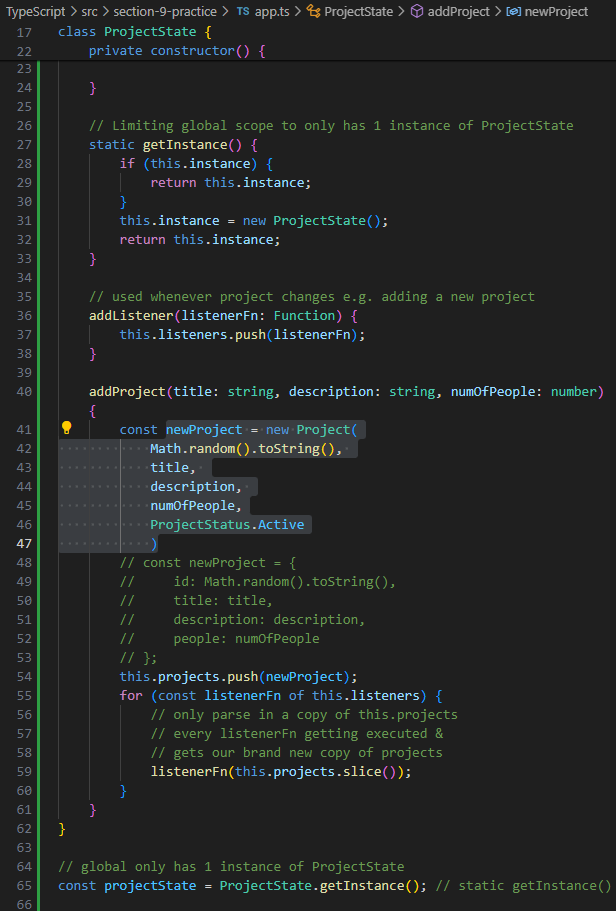 TypeScript > src > section-9-practice > TS app.ts > ProjectState > addProject > newProject
17 class ProjectState {
22     private constructor() {
23
24     }
25
26     // Limiting global scope to only has 1 instance of ProjectState
27     static getInstance() {
28         if (this.instance) {
29             return this.instance;
30         }
31         this.instance = new ProjectState();
32         return this.instance;
33     }
34
35     // used whenever project changes e.g. adding a new project
36     addListener(listenerFn: Function) {
37         this.listeners.push(listenerFn);
38     }
39
40     addProject(title: string, description: string, numOfPeople: number)
    {
41         const newProject = new Project(
42             Math.random().toString(),
43             title,
44             description,
45             numOfPeople,
46             ProjectStatus.Active
47             )
48         // const newProject = {
49         //     id: Math.random().toString(),
50         //     title: title,
51         //     description: description,
52         //     people: numOfPeople
53         // };
54         this.projects.push(newProject);
55         for (const listenerFn of this.listeners) {
56             // only parse in a copy of this.projects
57             // every listenerFn getting executed &
58             // gets our brand new copy of projects
59             listenerFn(this.projects.slice());
60         }
61     }
62 }
63
64 // global only has 1 instance of ProjectState
65 const projectState = ProjectState.getInstance(); // static getInstance()
66